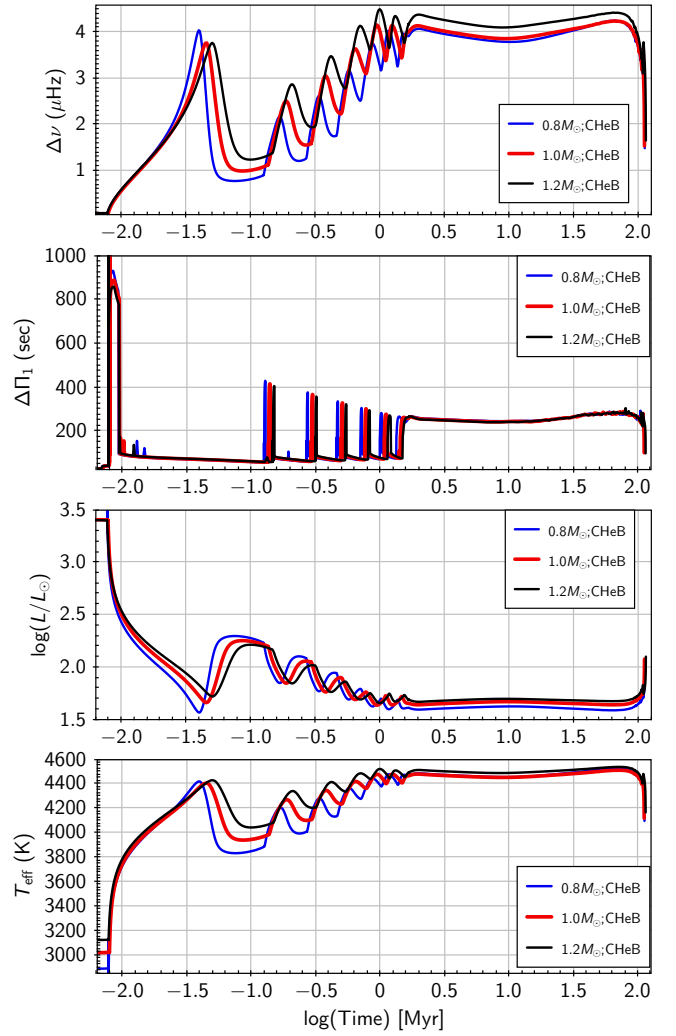 4
3
2
1
Δν (μHz)
0.8M☉;CHeB
1.0M☉;CHeB
1.2M☉;CHeB
−2.0 −1.5 −1.0 −0.5 0 0.5 1.0 1.5 2.0
1000
800
600
400
200
ΔΠ₁ (sec)
0.8M☉;CHeB
1.0M☉;CHeB
1.2M☉;CHeB
−2.0 −1.5 −1.0 −0.5 0 0.5 1.0 1.5 2.0
3.5
3.0
2.5
2.0
1.5
log(L/L☉)
0.8M☉;CHeB
1.0M☉;CHeB
1.2M☉;CHeB
−2.0 −1.5 −1.0 −0.5 0 0.5 1.0 1.5 2.0
4600
4400
4200
4000
3800
3600
3400
3200
3000
T_eff (K)
0.8M☉;CHeB
1.0M☉;CHeB
1.2M☉;CHeB
−2.0 −1.5 −1.0 −0.5 0 0.5 1.0 1.5 2.0
log(Time) [Myr]